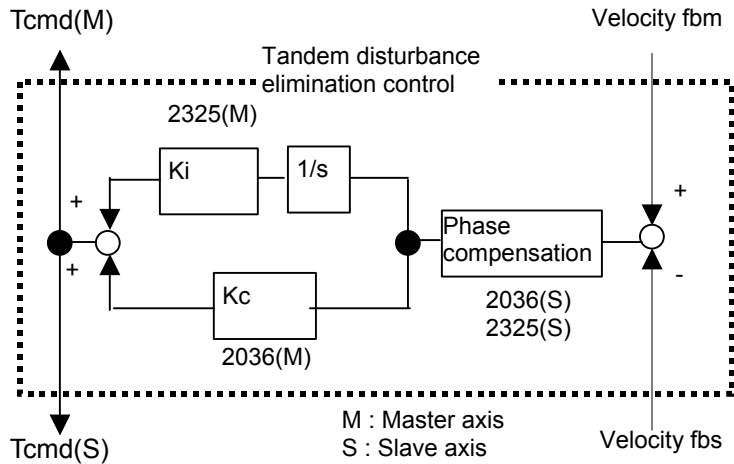 Tcmd(M)
Velocity fbm
Tandem disturbance
elimination control
2325(M)
Ki
1/s
+
+
Phase
compensation
+
-
Kc
2036(S)
2325(S)
2036(M)
M : Master axis
S : Slave axis
Tcmd(S)
Velocity fbs
+